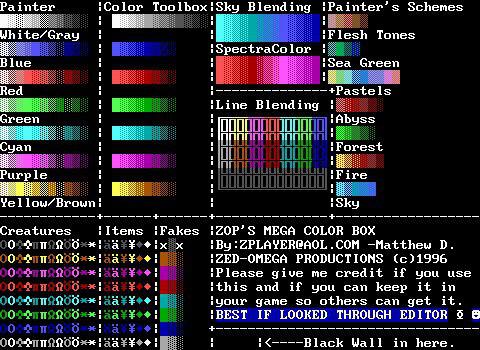 Painter Color Toolbox Sky Blending Painter's Schemes
White/Gray Flesh Tones
SpectraColor
Blue Sea Green
Red Pastels
Line Blending
Green Abyss
Cyan Forest
Purple Fire
Yellow/Brown Sky
Creatures Items Fakes ZOP'S MEGA COLOR BOX
By:ZPLAYER@AOL.COM -Matthew D.
ZED-OMEGA PRODUCTIONS (c)1996
Please give me credit if you use
this and if you can keep it in
your game so others can get it.
BEST IF LOOKED THROUGH EDITOR
<----Black Wall in here.